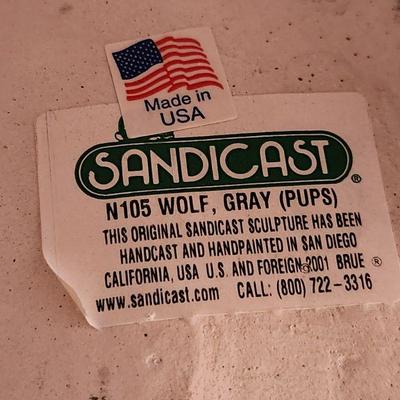 Made in
USA
SANDICAST ®
N105 WOLF, GRAY (PUPS)
THIS ORIGINAL SANDICAST SCULPTURE HAS BEEN
HANDCAST AND HANDPAINTED IN SAN DIEGO
CALIFORNIA, USA U.S. AND FOREIGN 2001 BRUE ®
www.sandicast.com CALL: (800) 722-3316